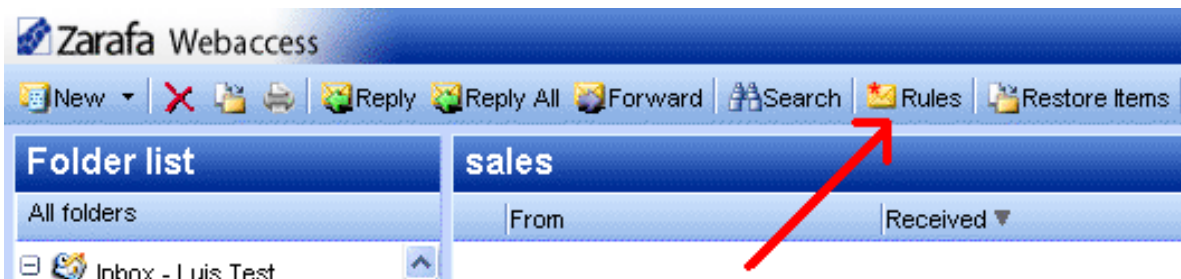 Zarafa Webaccess
New Reply Reply All Forward Search Rules Restore Items
Folder list sales
All folders From Received
Inbox - Luis Test